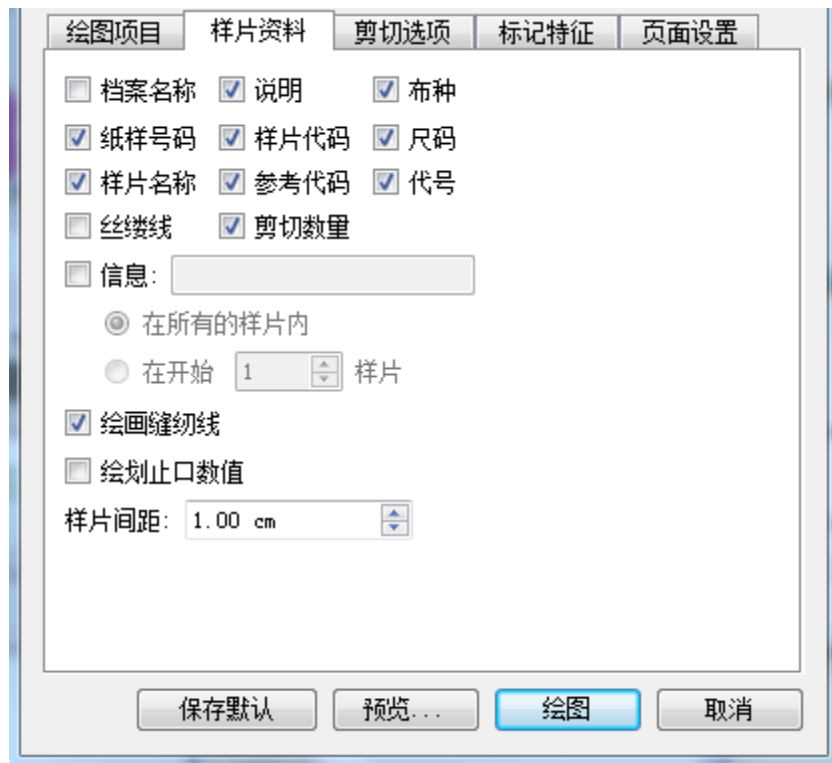 绘图项目 样片资料 剪切选项 标记特征 页面设置
档案名称 说明 布种
纸样号码 样片代码 尺码
样片名称 参考代码 代号
丝缕线 剪切数量
信息:
在所有的样片内
在开始 1 样片
绘画缝纫线
绘划止口数值
样片间距: 1.00 cm
保存默认 预览... 绘图 取消